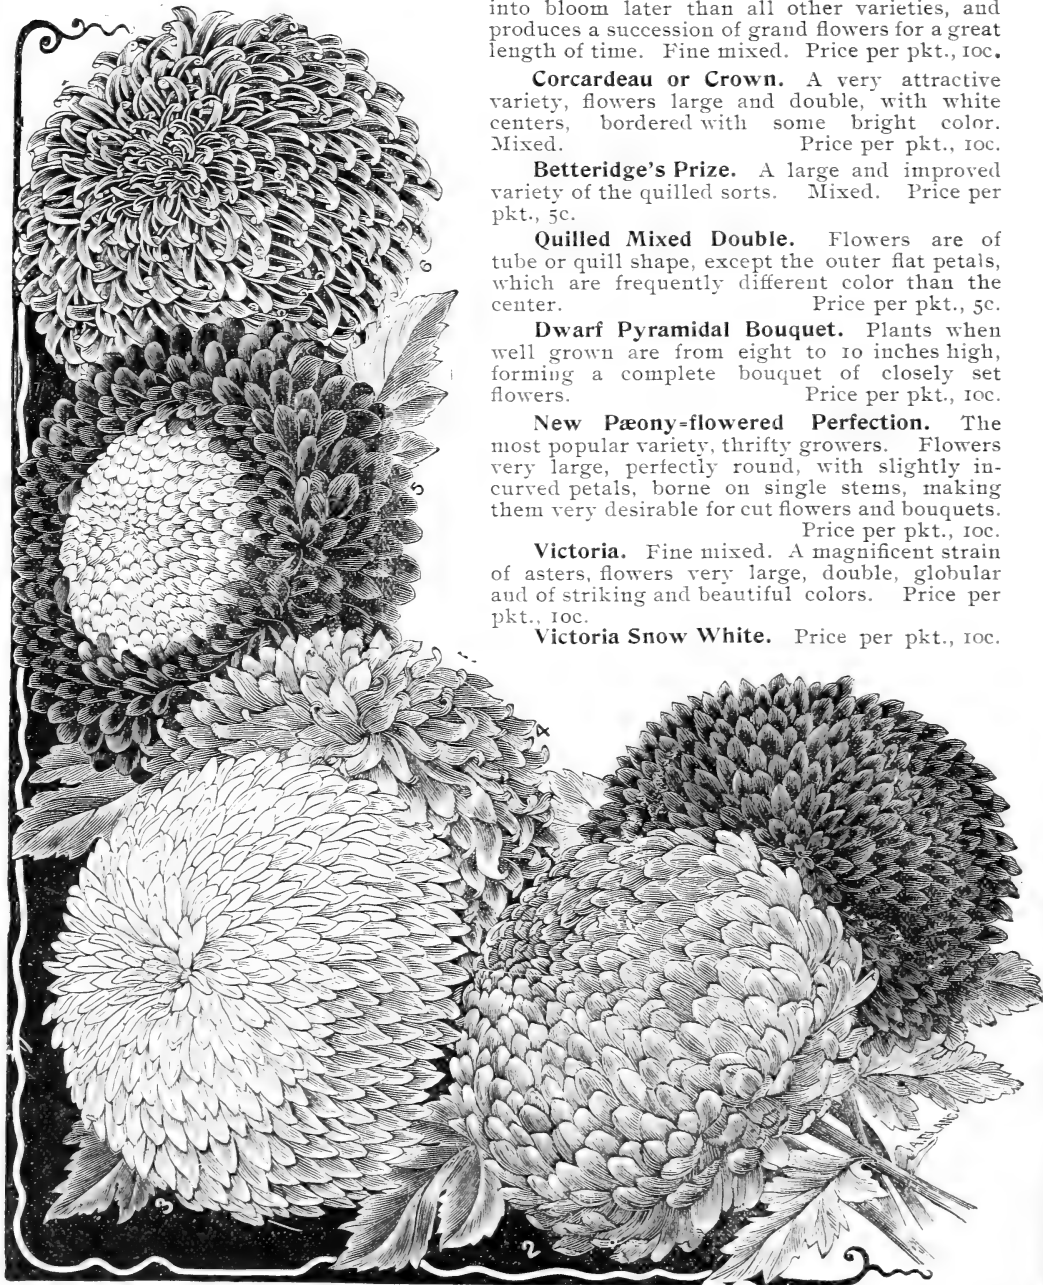 into bloom later than all other varieties, and
produces a succession of grand flowers for a great
length of time. Fine mixed. Price per pkt., 10c.
Corcardeau or Crown. A very attractive
variety, flowers large and double, with white
centers, bordered with some bright color.
Mixed. Price per pkt., 10c.
Betteridge's Prize. A large and improved
variety of the quilled sorts. Mixed. Price per
pkt., 5c.
Quilled Mixed Double. Flowers are of
tube or quill shape, except the outer flat petals,
which are frequently different color than the
center. Price per pkt., 5c.
Dwarf Pyramidal Bouquet. Plants when
well grown are from eight to 10 inches high,
forming a complete bouquet of closely set
flowers. Price per pkt., 10c.
New Pæony=flowered Perfection. The
most popular variety, thrifty growers. Flowers
very large, perfectly round, with slightly in-
curved petals, borne on single stems, making
them very desirable for cut flowers and bouquets.
Price per pkt., 10c.
Victoria. Fine mixed. A magnificent strain
of asters, flowers very large, double, globular
and of striking and beautiful colors. Price per
pkt., 10c.
Victoria Snow White. Price per pkt., 10c.
6
5
4
3
2